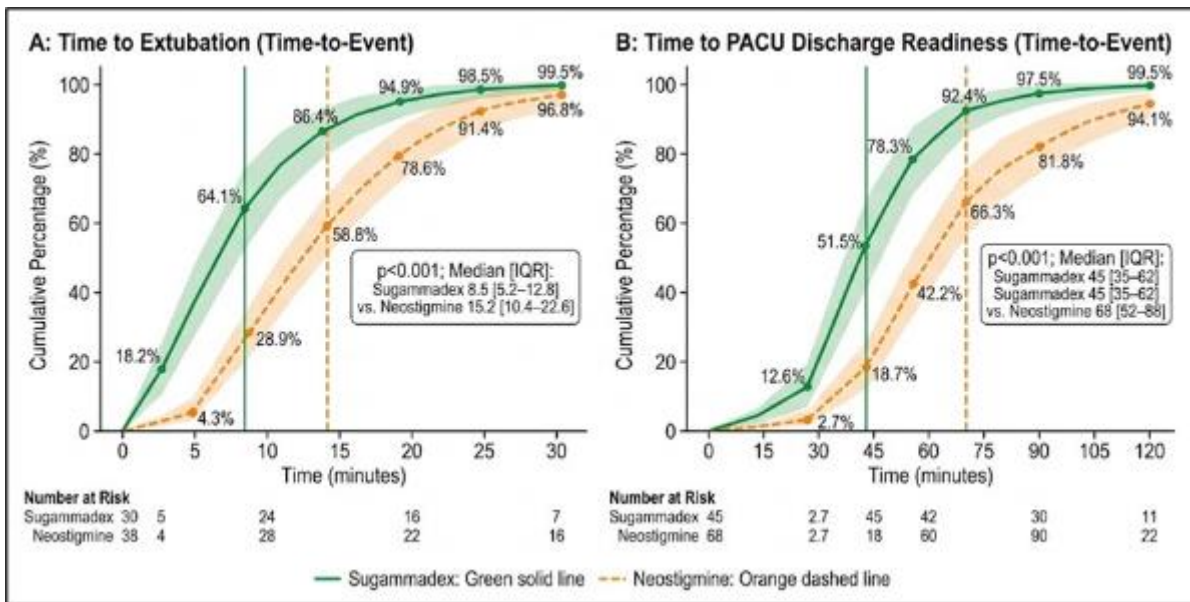 A: Time to Extubation (Time-to-Event)
Cumulative Percentage (%)
100
80
60
40
20
0
18.2%
64.1%
86.4%
94.9%
98.5%
99.5%
4.3%
28.9%
58.8%
78.6%
91.4%
96.8%
p<0.001; Median [IQR]:
Sugammadex 8.5 [5.2–12.8]
vs. Neostigmine 15.2 [10.4–22.6]
0 5 10 15 20 25 30
Time (minutes)
Number at Risk
Sugammadex 30 5 24 16 7
Neostigmine 38 4 28 22 16
B: Time to PACU Discharge Readiness (Time-to-Event)
Cumulative Percentage (%)
100
80
60
40
20
0
12.6%
51.5%
78.3%
92.4%
97.5%
99.5%
2.7%
18.7%
42.2%
66.3%
81.8%
94.1%
p<0.001; Median [IQR]:
Sugammadex 45 [35–62]
Sugammadex 45 [35–62]
vs. Neostigmine 68 [52–88]
0 15 30 45 60 75 90 105 120
Time (minutes)
Number at Risk
Sugammadex 45 2.7 45 42 30 11
Neostigmine 68 2.7 18 60 90 22
Sugammadex: Green solid line
Neostigmine: Orange dashed line